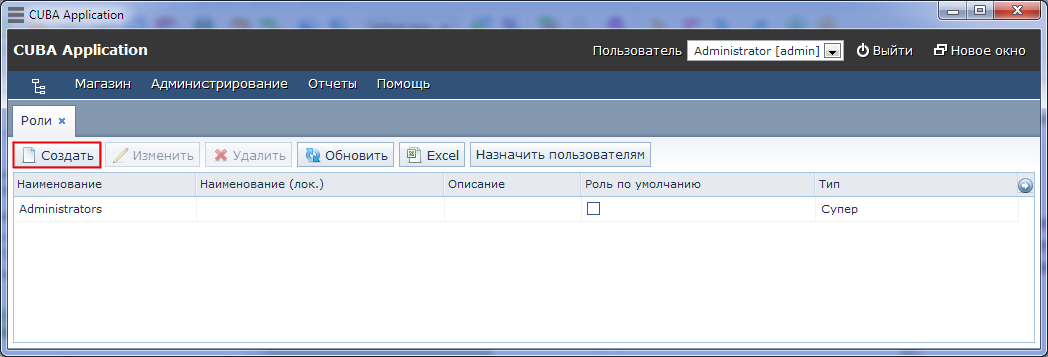 CUBA Application
CUBA Application Пользователь Administrator [admin] Выйти Новое окно
Магазин Администрирование Отчеты Помощь
Роли
Создать Изменить Удалить Обновить Excel Назначить пользователям
Наименование Наименование (лок.) Описание Роль по умолчанию Тип
Administrators Супер